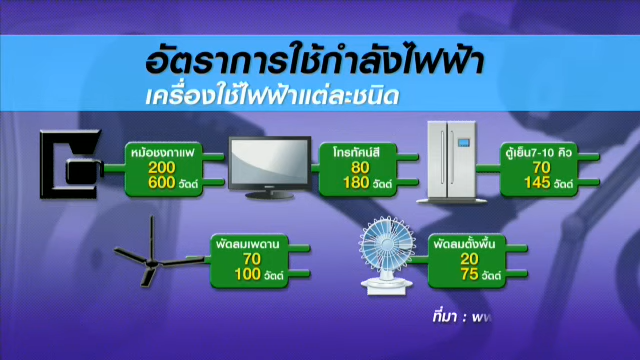 อัตราการใช้กำลังไฟฟ้า
เครื่องใช้ไฟฟ้าแต่ละชนิด
หม้อชงกาแฟ
200
600 วัตต์
โทรทัศน์สี
80
180 วัตต์
ตู้เย็น7-10 คิว
70
145 วัตต์
พัดลมเพดาน
70
100 วัตต์
พัดลมตั้งพื้น
20
75 วัตต์
ที่มา : ww